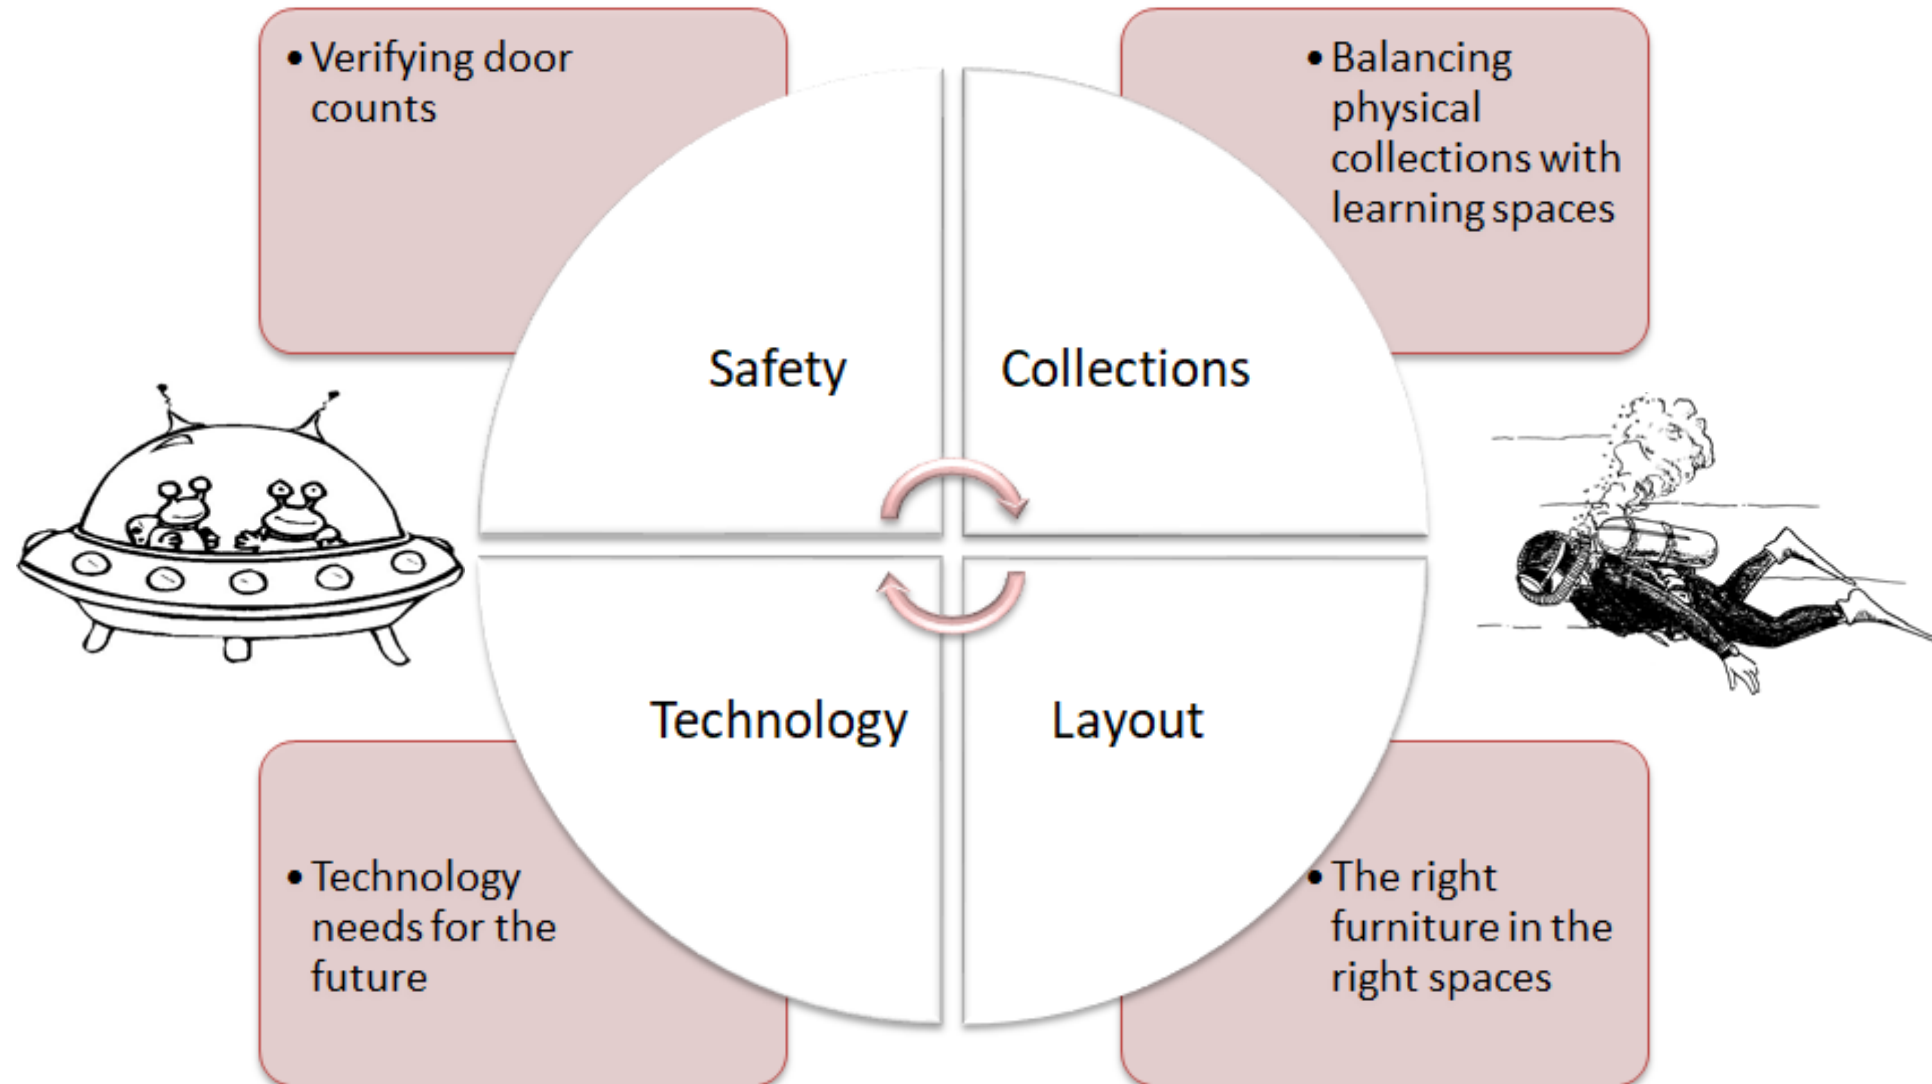 • Verifying door
counts
• Balancing
physical
collections with
learning spaces
Safety
Collections
Technology
Layout
• Technology
needs for the
future
• The right
furniture in the
right spaces